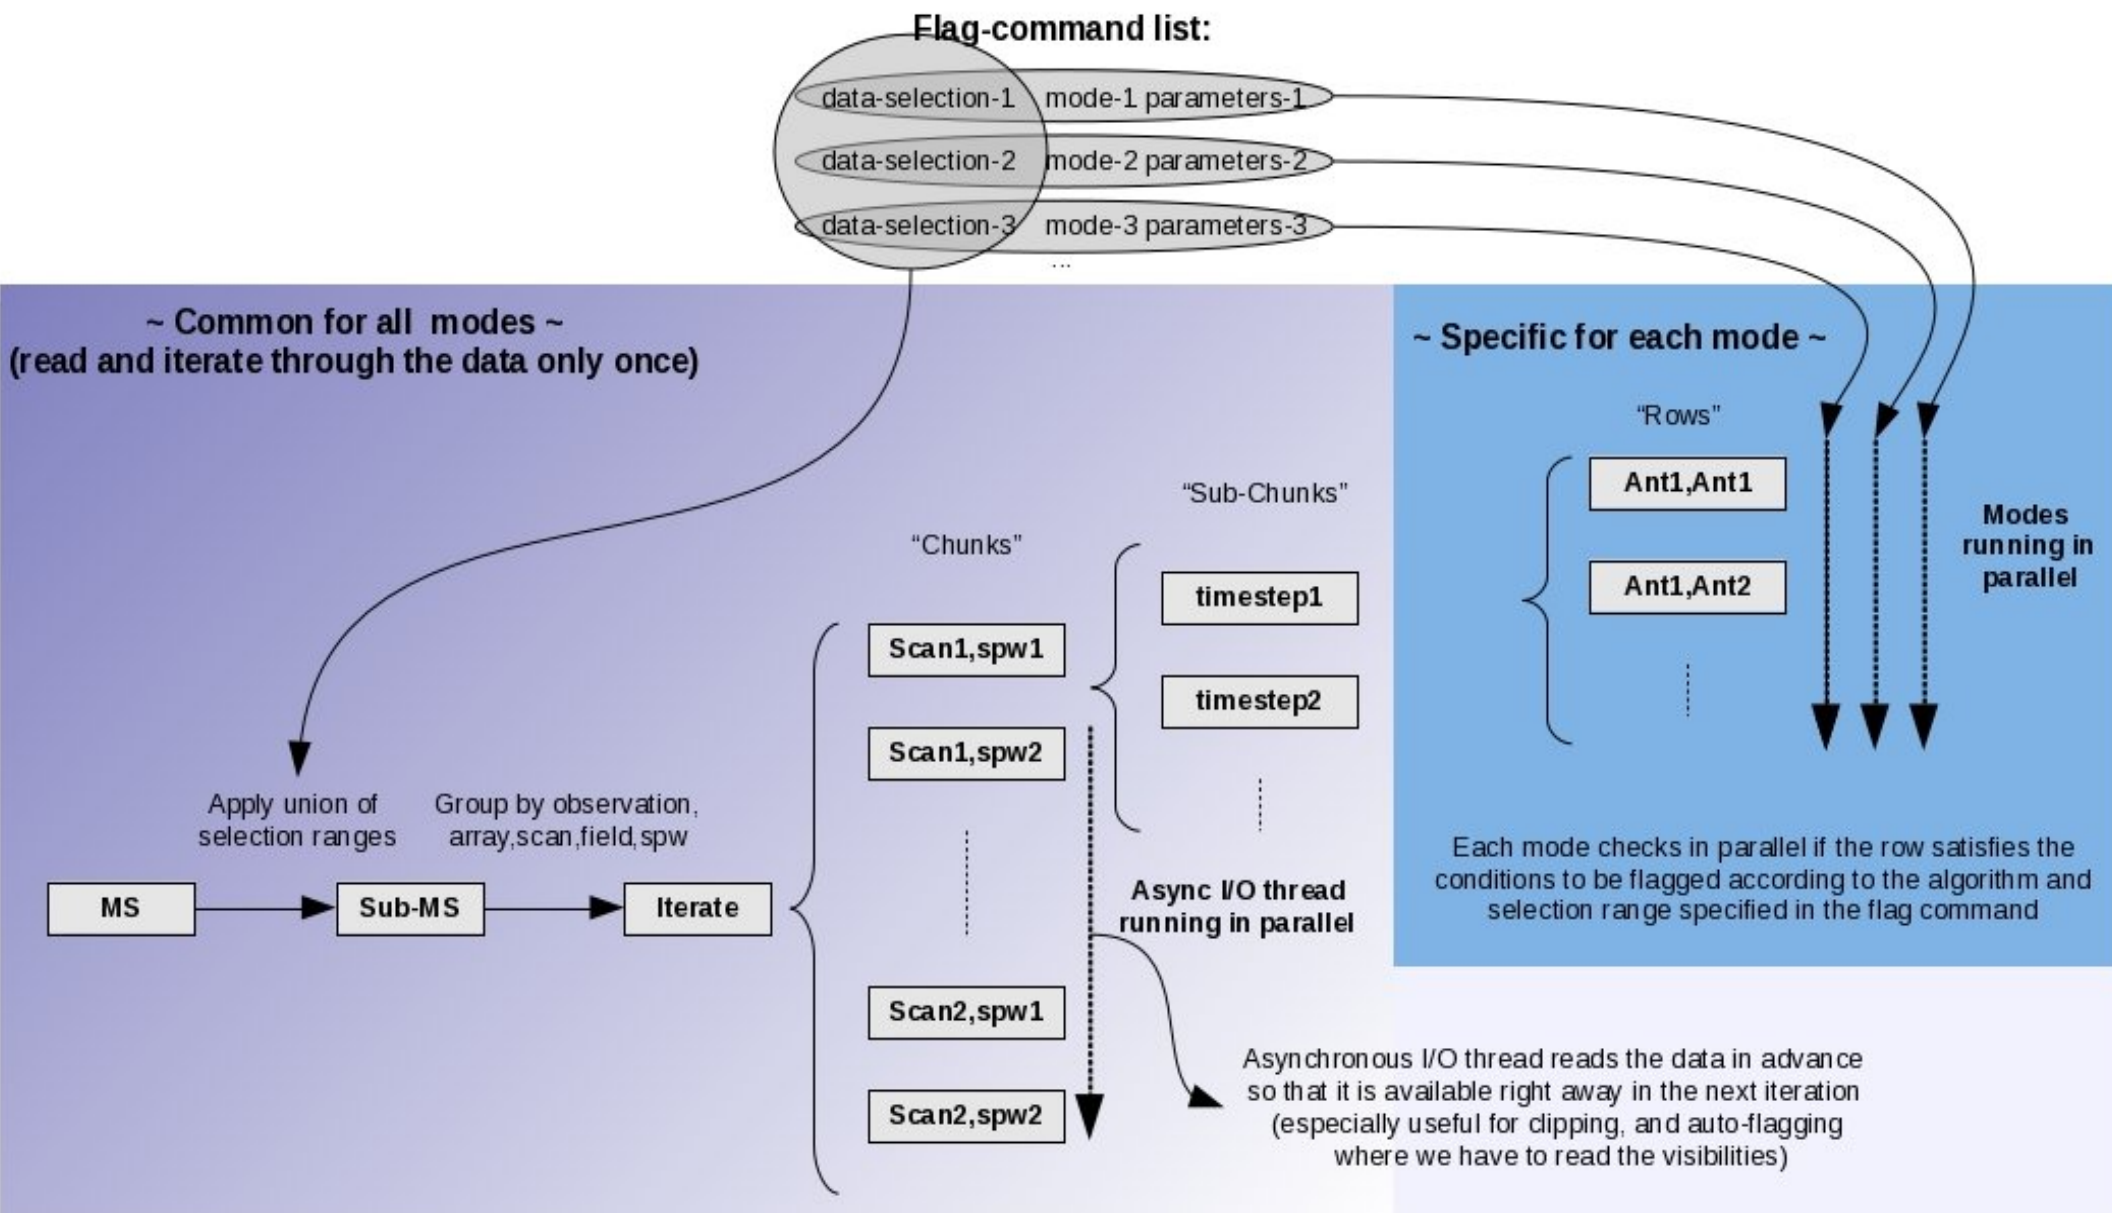 Flag-command list:
data-selection-1 mode-1 parameters-1
data-selection-2 mode-2 parameters-2
data-selection-3 mode-3 parameters-3
...
~ Common for all modes ~
(read and iterate through the data only once)
MS
Apply union of
selection ranges
Sub-MS
Group by observation,
array,scan,field,spw
Iterate
“Chunks”
Scan1,spw1
Scan1,spw2
Scan2,spw1
Scan2,spw2
“Sub-Chunks”
timestep1
timestep2
Async I/O thread
running in parallel
Asynchronous I/O thread reads the data in advance
so that it is available right away in the next iteration
(especially useful for clipping, and auto-flagging
where we have to read the visibilities)
~ Specific for each mode ~
“Rows”
Ant1,Ant1
Ant1,Ant2
Modes
running in
parallel
Each mode checks in parallel if the row satisfies the
conditions to be flagged according to the algorithm and
selection range specified in the flag command